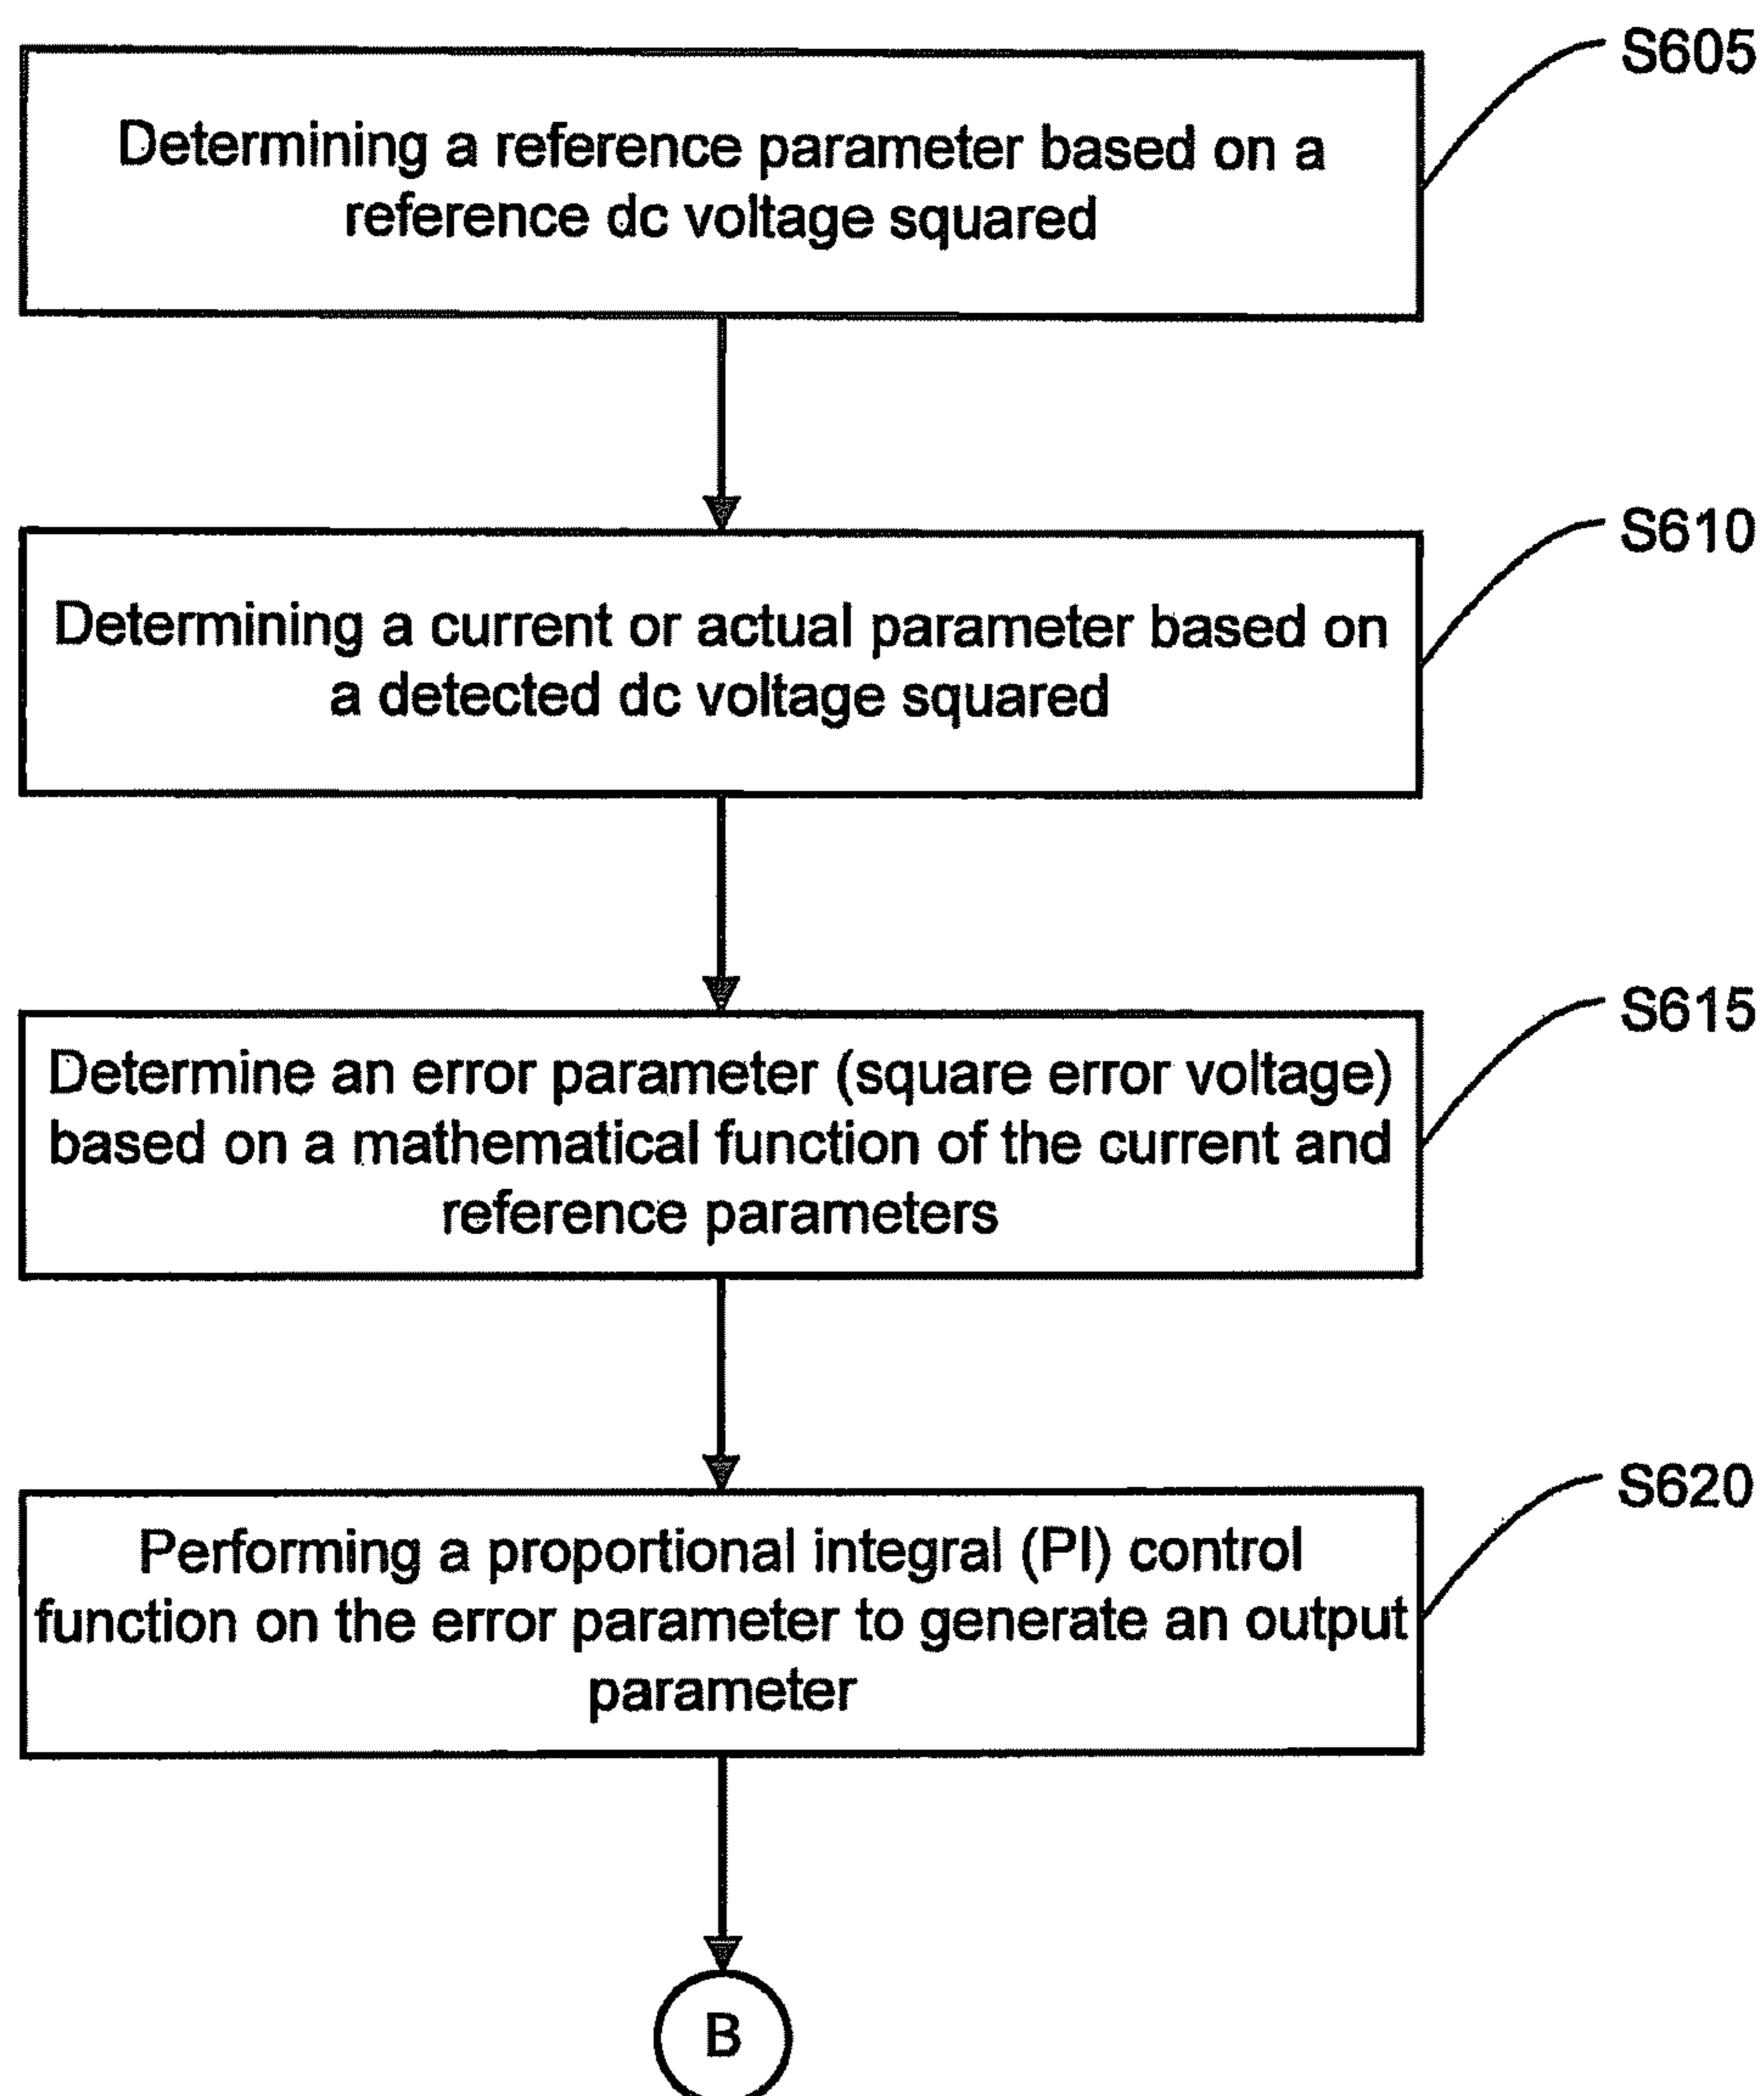 S605
Determining a reference parameter based on a
reference dc voltage squared
S610
Determining a current or actual parameter based on
a detected dc voltage squared
S615
Determine an error parameter (square error voltage)
based on a mathematical function of the current and
reference parameters
S620
Performing a proportional integral (PI) control
function on the error parameter to generate an output
parameter
B